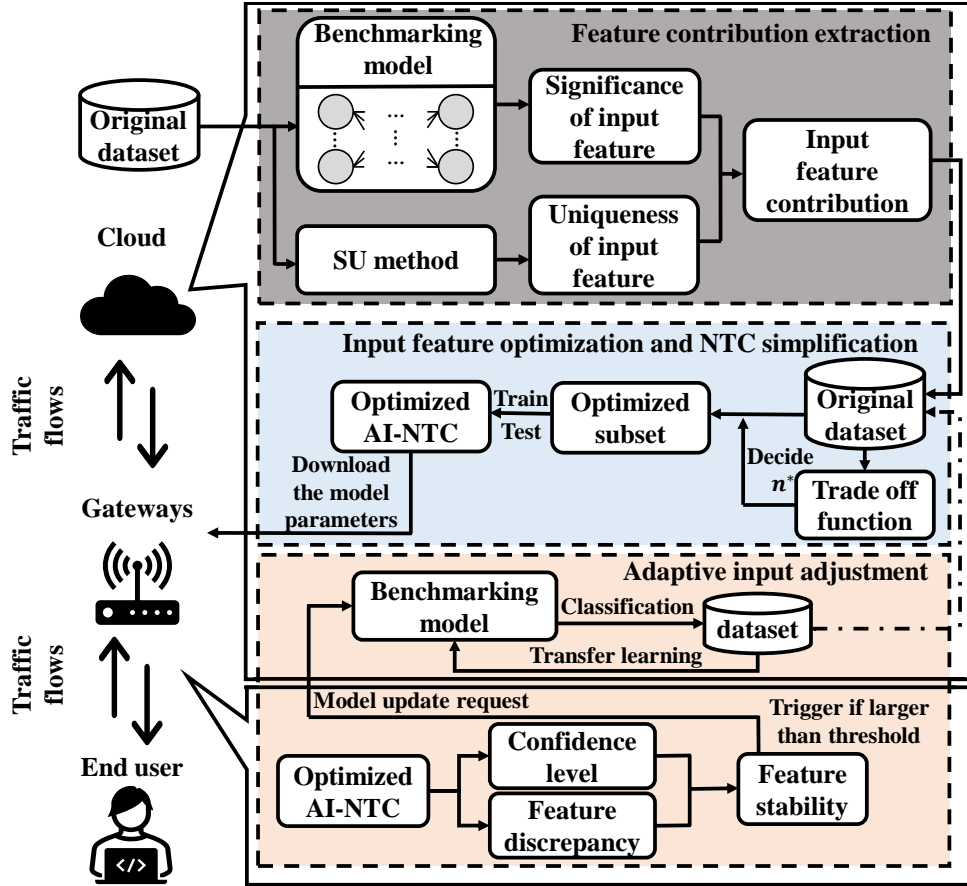 Feature contribution extraction
Benchmarking
model
...
...
...
...
...
Original
dataset
Significance
of input
feature
Input
feature
contribution
SU method
Uniqueness
of input
feature
Cloud
Input feature optimization and NTC simplification
Optimized
AI-NTC
Train
Test
Optimized
subset
Original
dataset
Decide
n*
Trade off
function
Download
the model
parameters
Traffic
flows
Gateways
Adaptive input adjustment
Benchmarking
model
Classification
dataset
Transfer learning
Traffic
flows
Model update request
Trigger if larger
than threshold
End user
Optimized
AI-NTC
Confidence
level
Feature
discrepancy
Feature
stability
</>